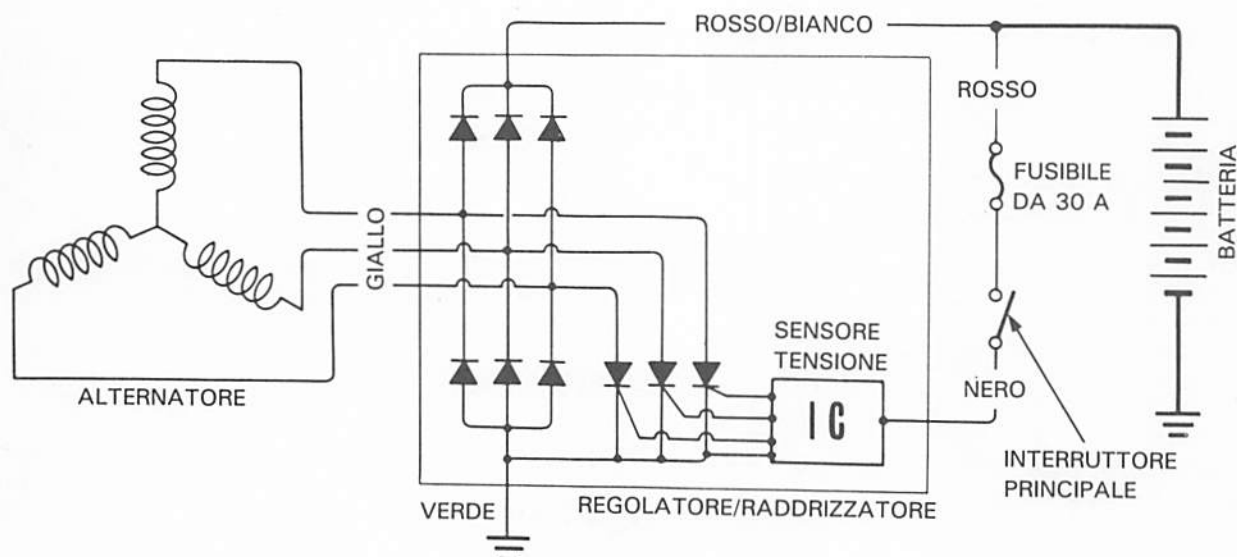 ROSSO/BIANCO
ROSSO
FUSIBILE
DA 30 A
BATTERIA
GIALLO
SENSORE
TENSIONE
IC
NERO
ALTERNATORE
INTERRUTTORE
PRINCIPALE
VERDE
REGOLATORE/RADDRIZZATORE